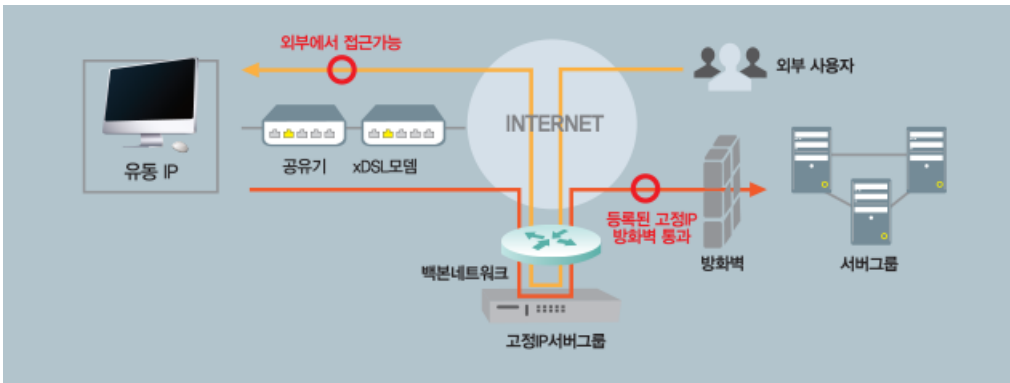 외부에서 접근가능
외부 사용자
INTERNET
유동 IP
공유기
xDSL모뎀
등록된 고정IP
방화벽 통과
방화벽
서버그룹
백본네트워크
고정IP서버그룹